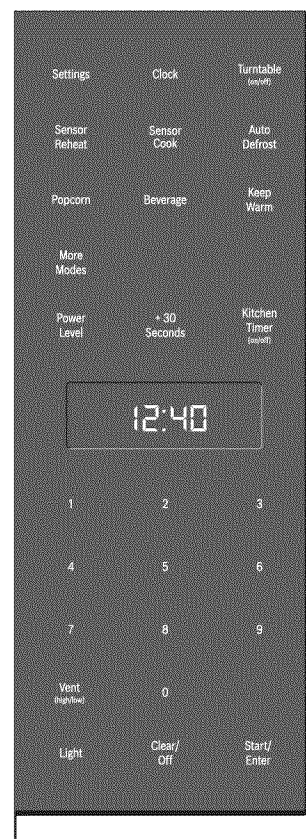 Settings Clock Turntable
(on/off)
Sensor Reheat
Sensor Cook
Auto Defrost
Popcorn Beverage Keep Warm
More Modes
Power Level
+ 30 Seconds
Kitchen Timer
(on/off)
12:40
1 2 3
4 5 6
7 8 9
Vent
(high/low)
0
Light
Clear/
Off
Start/
Enter